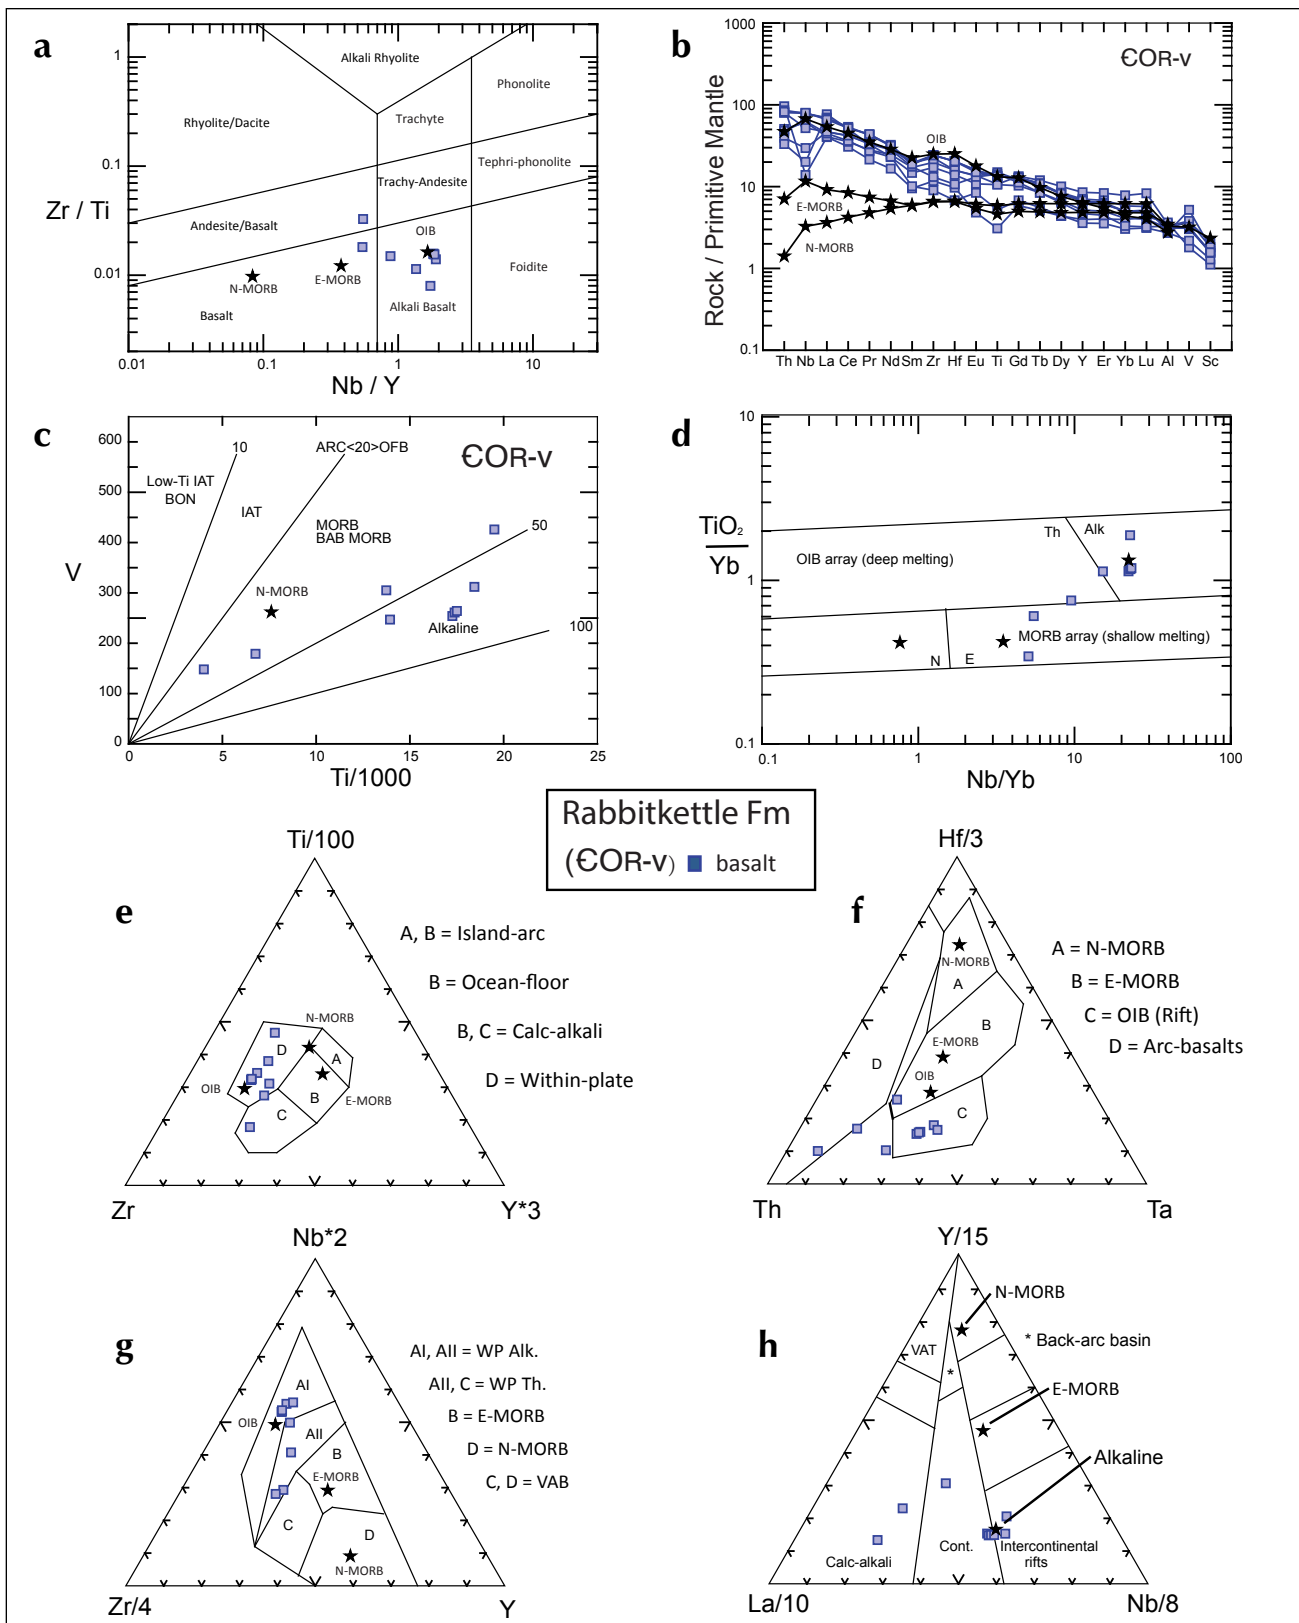 a
Alkali Rhyolite
Phonolite
Rhyolite/Dacite
Trachyte
Tephri-phonolite
Trachy-Andesite
Andesite/Basalt
OIB
E-MORB
N-MORB
Foidite
Alkali Basalt
Basalt
Zr / Ti
1
0.1
0.01
0.01
0.1
1
10
Nb / Y
b
ЄOR-v
Rock / Primitive Mantle
1000
100
10
1
0.1
OIB
E-MORB
N-MORB
Th Nb La Ce Pr Nd Sm Zr Hf Eu Ti Gd Tb Dy Y Er Yb Lu Al V Sc
c
ЄOR-v
10
ARC<20>OFB
Low-Ti IAT
BON
IAT
MORB
BAB MORB
50
N-MORB
Alkaline
100
V
600
500
400
300
200
100
0
0 5 10 15 20 25
Ti/1000
d
TiO₂
Yb
10
1
0.1
Th
Alk
OIB array (deep melting)
MORB array (shallow melting)
N
E
0.1 1 10 100
Nb/Yb
Rabbitkettle Fm
(ЄOR-v) basalt
e
Ti/100
A, B = Island-arc
B = Ocean-floor
B, C = Calc-alkali
D = Within-plate
N-MORB
D
A
OIB
B
E-MORB
C
Zr
Y*3
f
Hf/3
A = N-MORB
B = E-MORB
C = OIB (Rift)
D = Arc-basalts
N-MORB
A
B
E-MORB
D
OIB
C
Th
Ta
g
Nb*2
AI, AII = WP Alk.
AII, C = WP Th.
B = E-MORB
D = N-MORB
C, D = VAB
AI
OIB
AII
B
E-MORB
C
D
N-MORB
Zr/4
Y
h
Y/15
N-MORB
* Back-arc basin
VAT
*
E-MORB
Alkaline
Calc-alkali
Cont.
Intercontinental
rifts
La/10
Nb/8